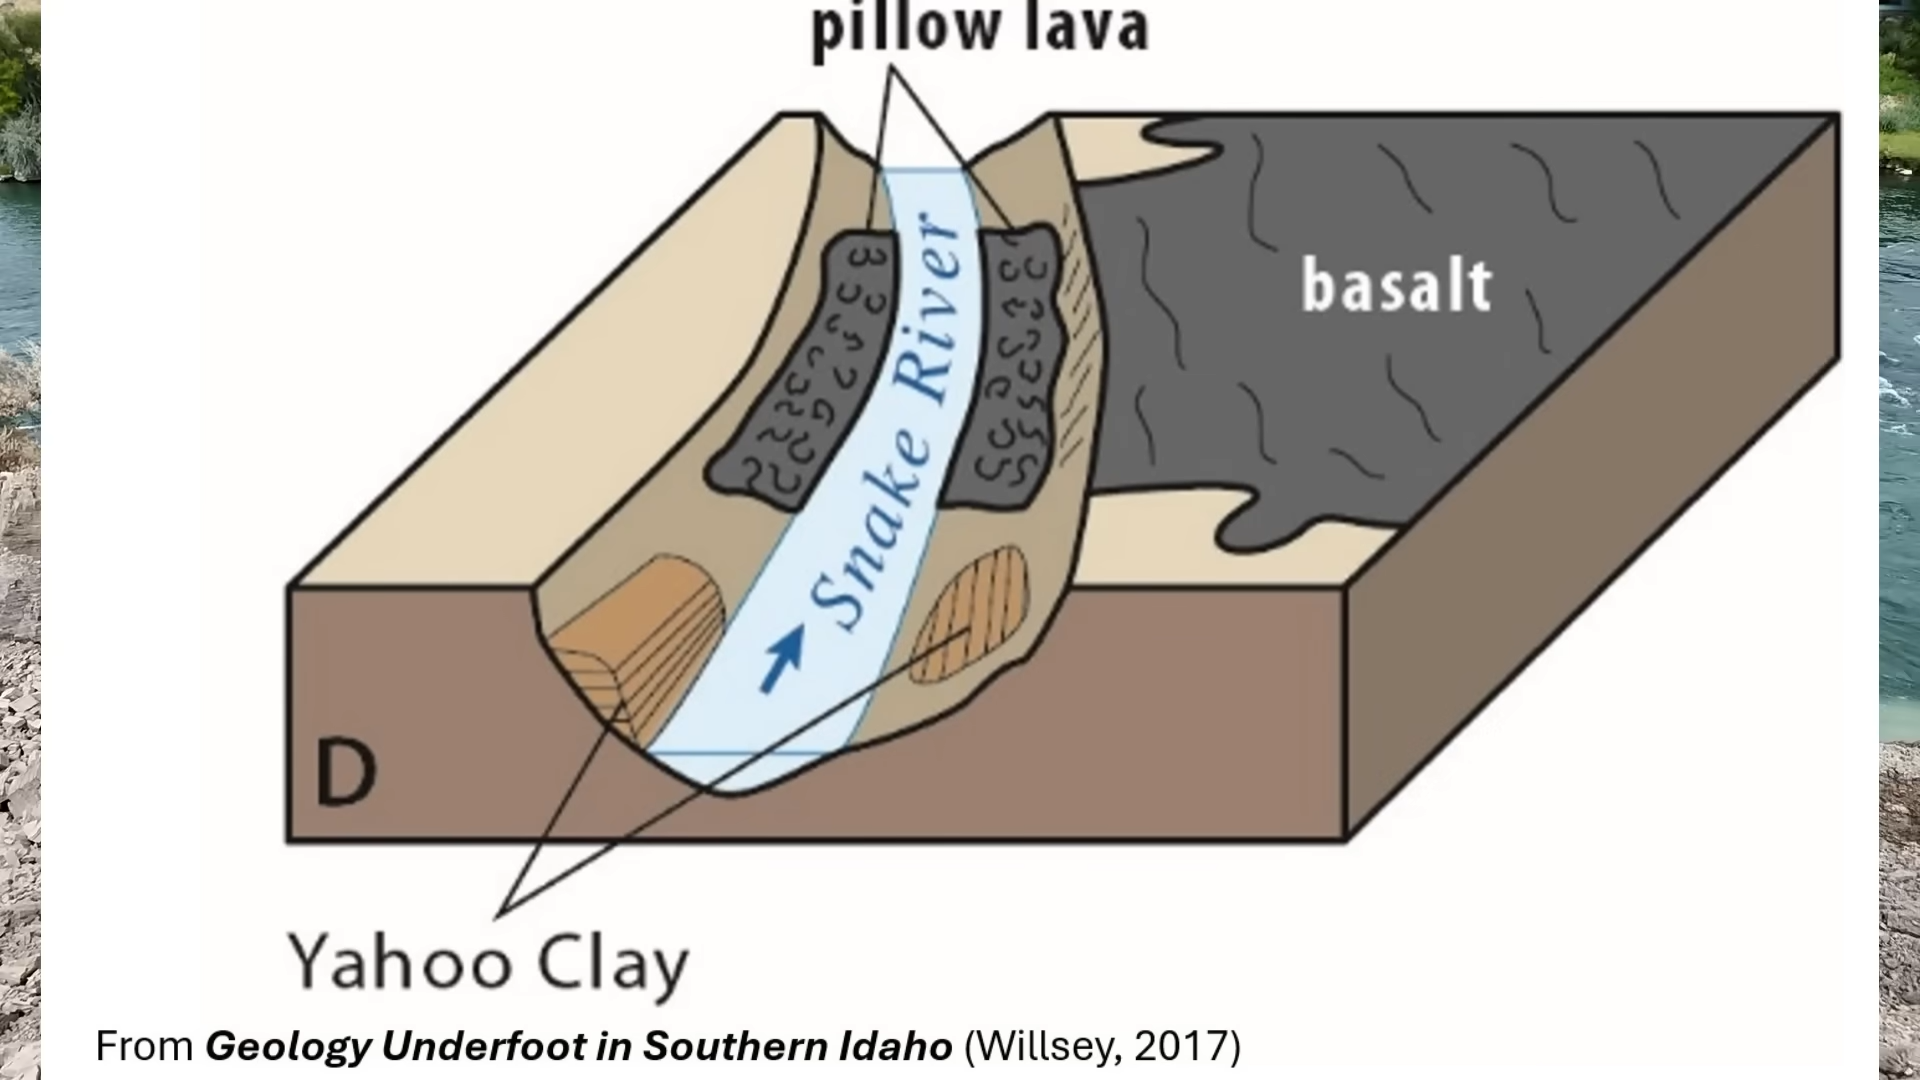 pillow lava
basalt
Snake River
D
Yahoo Clay
From Geology Underfoot in Southern Idaho (Willsey, 2017)